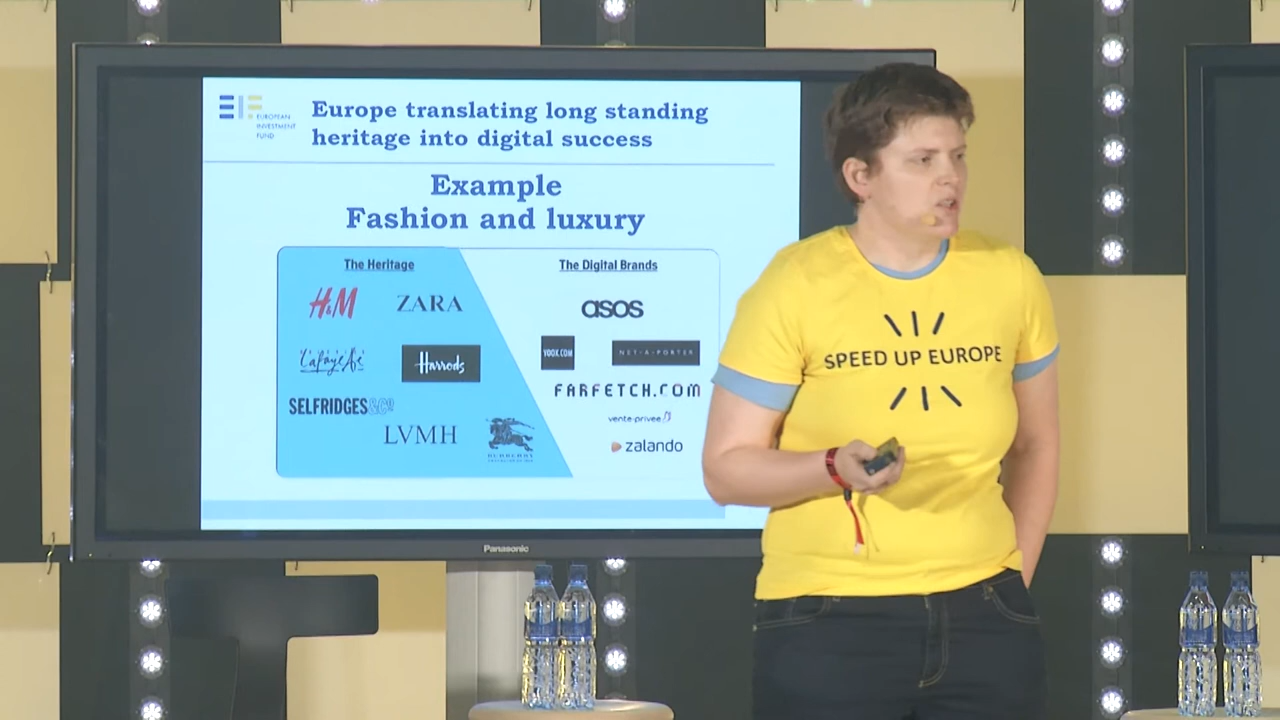 EUROPEAN
INVESTMENT
FUND
Europe translating long standing
heritage into digital success
Example
Fashion and luxury
The Heritage
H&M
ZARA
Lafayette
Harrods
SELFRIDGES&CO
LVMH
BURBERRY
The Digital Brands
asos
YOOX.COM
NET-A-PORTER
FARFETCH.COM
vente-privee
zalando
Panasonic
SPEED UP EUROPE